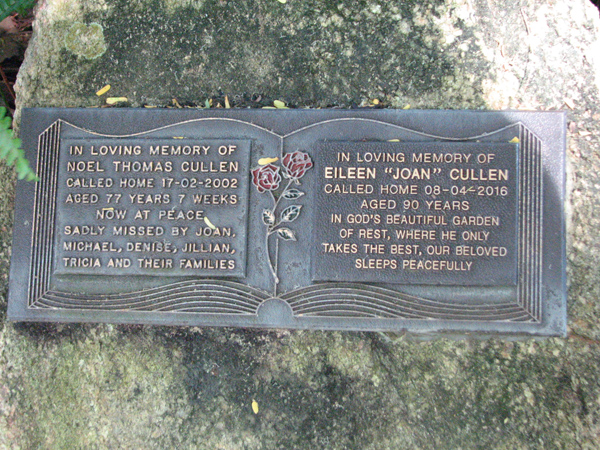 IN LOVING MEMORY OF
NOEL THOMAS CULLEN
CALLED HOME 17-02-2002
AGED 77 YEARS 7 WEEKS
NOW AT PEACE
SADLY MISSED BY JOAN,
MICHAEL, DENISE, JILLIAN,
TRICIA AND THEIR FAMILIES
IN LOVING MEMORY OF
EILEEN "JOAN" CULLEN
CALLED HOME 08-04-2016
AGED 90 YEARS
IN GOD'S BEAUTIFUL GARDEN
OF REST, WHERE HE ONLY
TAKES THE BEST, OUR BELOVED
SLEEPS PEACEFULLY